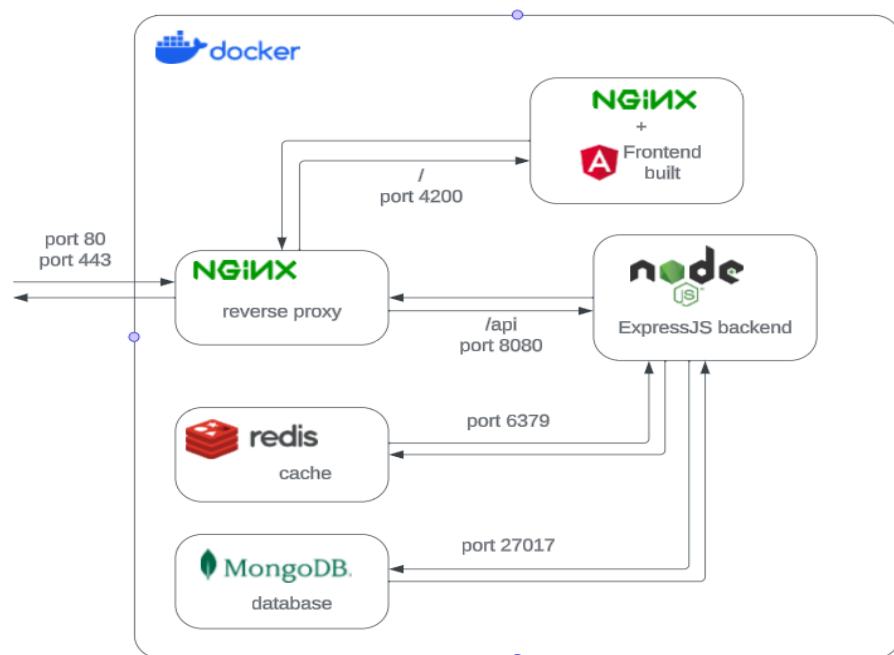 docker
NGiNX
+
Frontend
built
/
port 4200
port 80
port 443
NGiNX
reverse proxy
/api
port 8080
node
JS
ExpressJS backend
redis
cache
port 6379
MongoDB.
database
port 27017